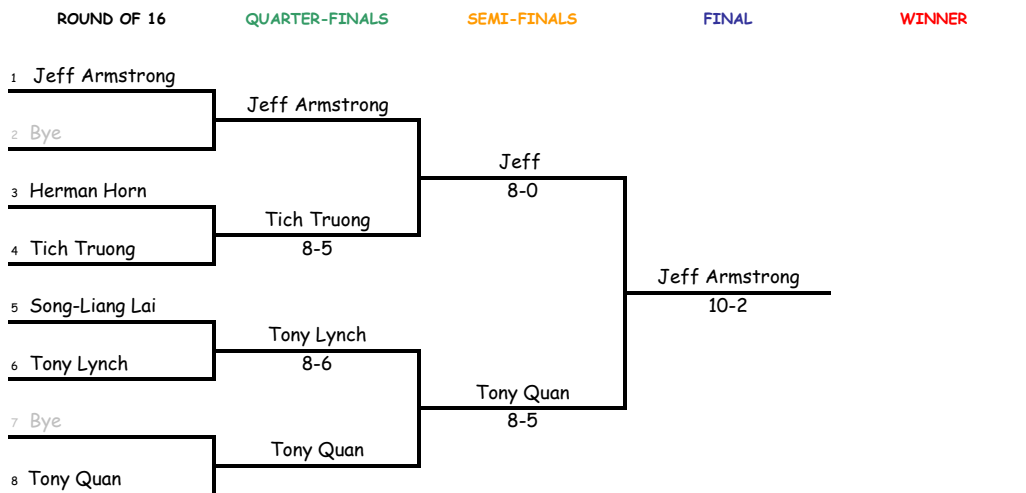 ROUND OF 16 QUARTER-FINALS SEMI-FINALS FINAL WINNER
1 Jeff Armstrong
Jeff Armstrong
2 Bye
Jeff
8-0
3 Herman Horn
Tich Truong
8-5
4 Tich Truong
Jeff Armstrong
10-2
5 Song-Liang Lai
Tony Lynch
8-6
6 Tony Lynch
Tony Quan
8-5
7 Bye
Tony Quan
8 Tony Quan